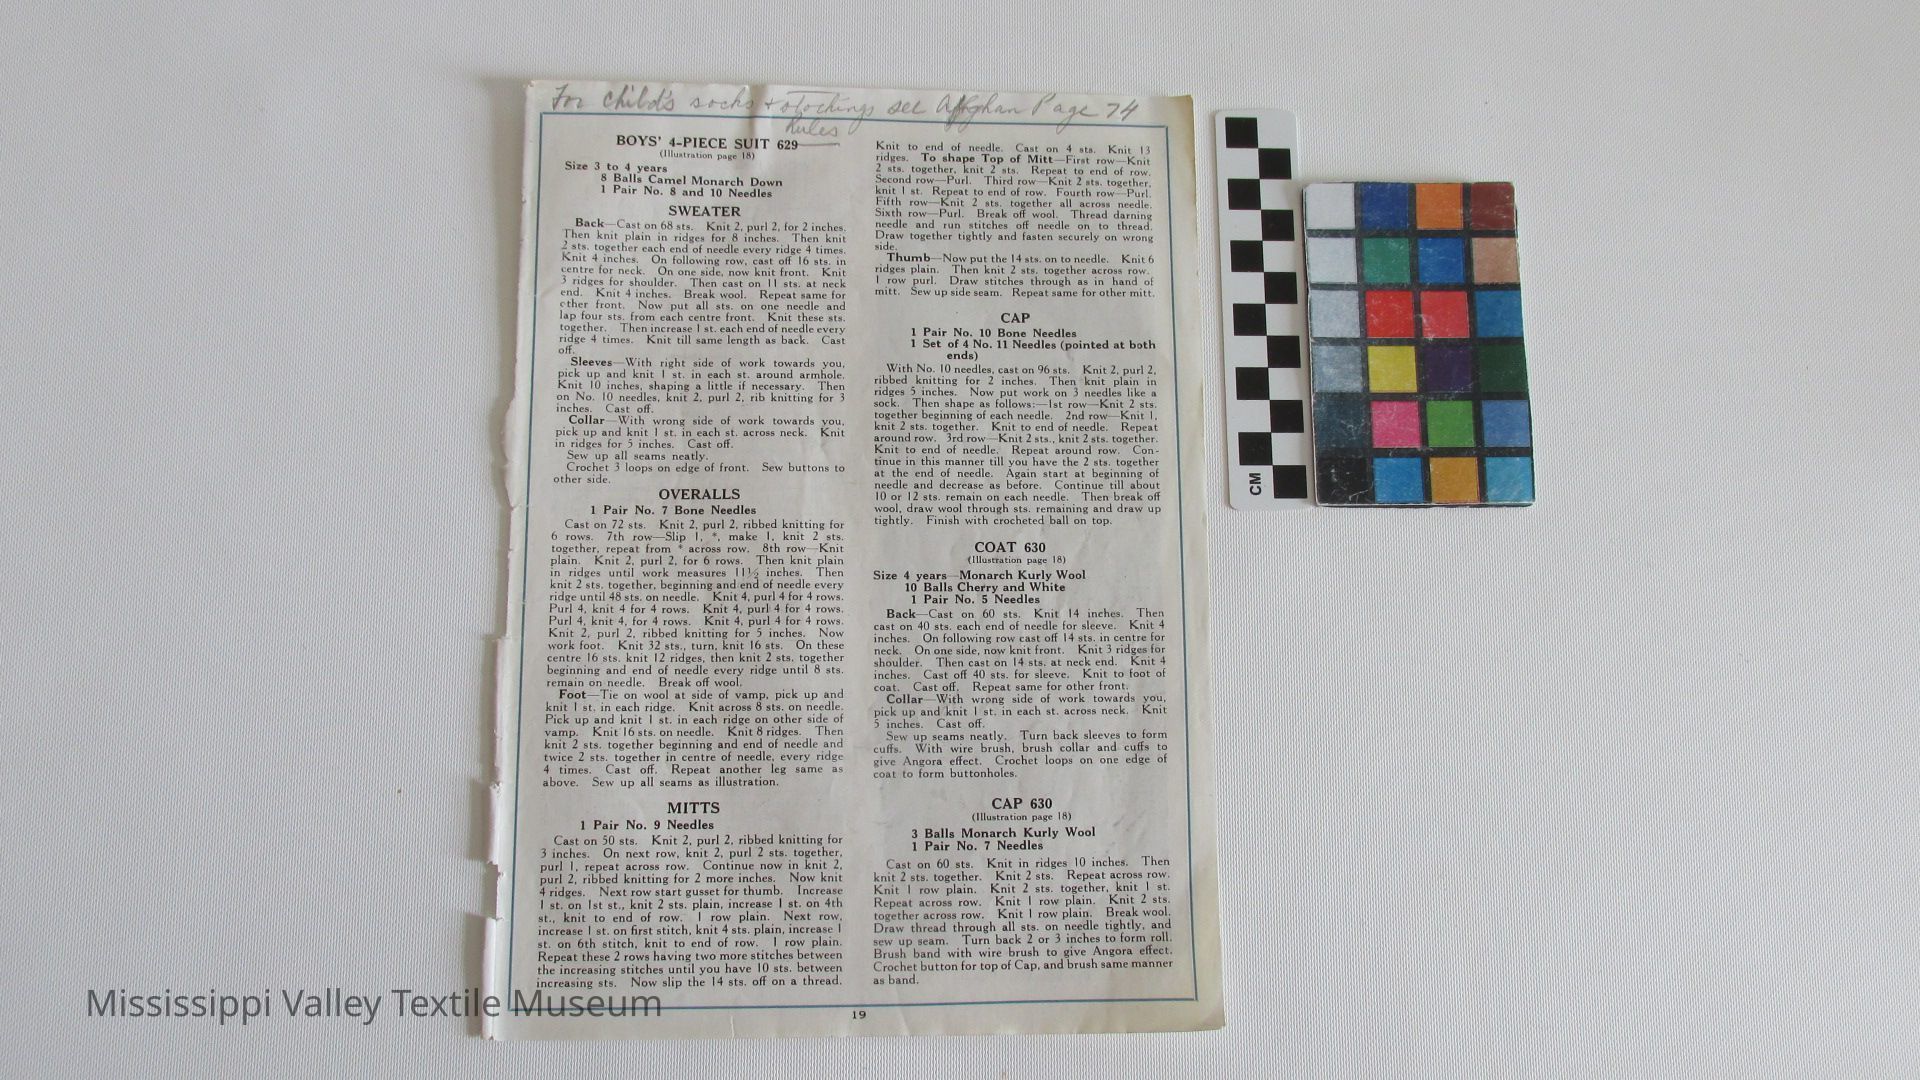 For child's socks + stockings see Affghan Page 74
Rules
BOYS' 4-PIECE SUIT 629
(Illustration page 18)
Size 3 to 4 years
8 Balls Camel Monarch Down
1 Pair No. 8 and 10 Needles
SWEATER
Back—Cast on 68 sts. Knit 2, purl 2, for 2 inches.
Then knit plain in ridges for 8 inches. Then knit
2 sts. together each end of needle every ridge 4 times.
Knit 4 inches. On following row, cast off 16 sts. in
centre for neck. On one side, now knit front. Knit
3 ridges for shoulder. Then cast on 11 sts. at neck
end. Knit 4 inches. Break wool. Repeat same for
other front. Now put all sts. on one needle and
lap four sts. from each centre front. Knit these sts.
together. Then increase 1 st. each end of needle every
ridge 4 times. Knit till same length as back. Cast
off.
Sleeves—With right side of work towards you,
pick up and knit 1 st. in each st. around armhole.
Knit 10 inches, shaping a little if necessary. Then
on No. 10 needles, knit 2, purl 2, rib knitting for 3
inches. Cast off.
Collar—With wrong side of work towards you,
pick up and knit 1 st. in each st. across neck. Knit
in ridges for 5 inches. Cast off.
Sew up all seams neatly.
Crochet 3 loops on edge of front. Sew buttons to
other side.
OVERALLS
1 Pair No. 7 Bone Needles
Cast on 72 sts. Knit 2, purl 2, ribbed knitting for
6 rows. 7th row—Slip 1, *, make 1, knit 2 sts.
together, repeat from * across row. 8th row—Knit
plain. Knit 2, purl 2, for 6 rows. Then knit plain
in ridges until work measures 11½ inches. Then
knit 2 sts. together, beginning and end of needle every
ridge until 48 sts. on needle. Knit 4, purl 4 for 4 rows.
Purl 4, knit 4 for 4 rows. Knit 4, purl 4 for 4 rows.
Purl 4, knit 4, for 4 rows. Knit 4, purl 4 for 4 rows.
Knit 2, purl 2, ribbed knitting for 5 inches. Now
work foot. Knit 32 sts., turn, knit 16 sts. On these
centre 16 sts. knit 12 ridges, then knit 2 sts. together
beginning and end of needle every ridge until 8 sts.
remain on needle. Break off wool.
Foot—Tie on wool at side of vamp, pick up and
knit 1 st. in each ridge. Knit across 8 sts. on needle.
Pick up and knit 1 st. in each ridge on other side of
vamp. Knit 16 sts. on needle. Knit 8 ridges. Then
knit 2 sts. together beginning and end of needle and
twice 2 sts. together in centre of needle, every ridge
4 times. Cast off. Repeat another leg same as
above. Sew up all seams as illustration.
MITTS
1 Pair No. 9 Needles
Cast on 50 sts. Knit 2, purl 2, ribbed knitting for
3 inches. On next row, knit 2, purl 2 sts. together,
purl 1, repeat across row. Continue now in knit 2,
purl 2, ribbed knitting for 2 more inches. Now knit
4 ridges. Next row start gusset for thumb. Increase
1 st. on 1st st., knit 2 sts. plain, increase 1 st. on 4th
st., knit to end of row. 1 row plain. Next row,
increase 1 st. on first stitch, knit 4 sts. plain, increase 1
st. on 6th stitch, knit to end of row. 1 row plain.
Repeat these 2 rows having two more stitches between
the increasing stitches until you have 10 sts. between
increasing sts. Now slip the 14 sts. off on a thread.
Knit to end of needle. Cast on 4 sts. Knit 13
ridges. To shape Top of Mitt—First row—Knit
2 sts. together, knit 2 sts. Repeat to end of row.
Second row—Purl. Third row—Knit 2 sts. together,
knit 1 st. Repeat to end of row. Fourth row—Purl.
Fifth row—Knit 2 sts. together all across needle.
Sixth row—Purl. Break off wool. Thread darning
needle and run stitches off needle on to thread.
Draw together tightly and fasten securely on wrong
side.
Thumb—Now put the 14 sts. on to needle. Knit 6
ridges plain. Then knit 2 sts. together across row.
1 row purl. Draw stitches through as in hand of
mitt. Sew up side seam. Repeat same for other mitt.
CAP
1 Pair No. 10 Bone Needles
1 Set of 4 No. 11 Needles (pointed at both
ends)
With No. 10 needles, cast on 96 sts. Knit 2, purl 2,
ribbed knitting for 2 inches. Then knit plain in
ridges 5 inches. Now put work on 3 needles like a
sock. Then shape as follows:—1st row—Knit 2 sts.
together beginning of each needle. 2nd row—Knit 1,
knit 2 sts. together. Knit to end of needle. Repeat
around row. 3rd row—Knit 2 sts., knit 2 sts. together.
Knit to end of needle. Repeat around row. Con-
tinue in this manner till you have the 2 sts. together
at the end of needle. Again start at beginning of
needle and decrease as before. Continue till about
10 or 12 sts. remain on each needle. Then break off
wool, draw wool through sts. remaining and draw up
tightly. Finish with crocheted ball on top.
COAT 630
(Illustration page 18)
Size 4 years—Monarch Kurly Wool
10 Balls Cherry and White
1 Pair No. 5 Needles
Back—Cast on 60 sts. Knit 14 inches. Then
cast on 40 sts. each end of needle for sleeve. Knit 4
inches. On following row cast off 14 sts. in centre for
neck. On one side, now knit front. Knit 3 ridges for
shoulder. Then cast on 14 sts. at neck end. Knit 4
inches. Cast off 40 sts. for sleeve. Knit to foot of
coat. Cast off. Repeat same for other front.
Collar—With wrong side of work towards you,
pick up and knit 1 st. in each st. across neck. Knit
5 inches. Cast off.
Sew up seams neatly. Turn back sleeves to form
cuffs. With wire brush, brush collar and cuffs to
give Angora effect. Crochet loops on one edge of
coat to form buttonholes.
CAP 630
(Illustration page 18)
3 Balls Monarch Kurly Wool
1 Pair No. 7 Needles
Cast on 60 sts. Knit in ridges 10 inches. Then
knit 2 sts. together. Knit 2 sts. Repeat across row.
Knit 1 row plain. Knit 2 sts. together, knit 1 st.
Repeat across row. Knit 1 row plain. Knit 2 sts.
together across row. Knit 1 row plain. Break wool.
Draw thread through all sts. on needle tightly, and
sew up seam. Turn back 2 or 3 inches to form roll.
Brush band with wire brush to give Angora effect.
Crochet button for top of Cap, and brush same manner
as band.
19
CM
Mississippi Valley Textile Museum